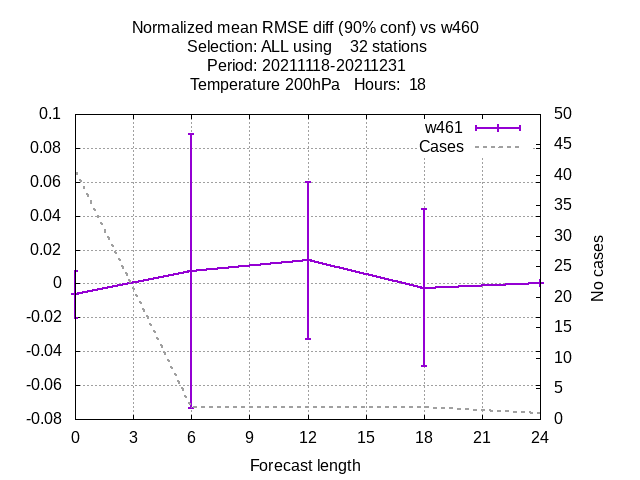 Normalized mean RMSE diff (90% conf) vs w460
Selection: ALL using    32 stations
Period: 20211118-20211231
Temperature 200hPa   Hours:  18
w461
Cases
0.1
0.08
0.06
0.04
0.02
0
-0.02
-0.04
-0.06
-0.08
50
45
40
35
30
25
20
15
10
5
0
No cases
0 3 6 9 12 15 18 21 24
Forecast length